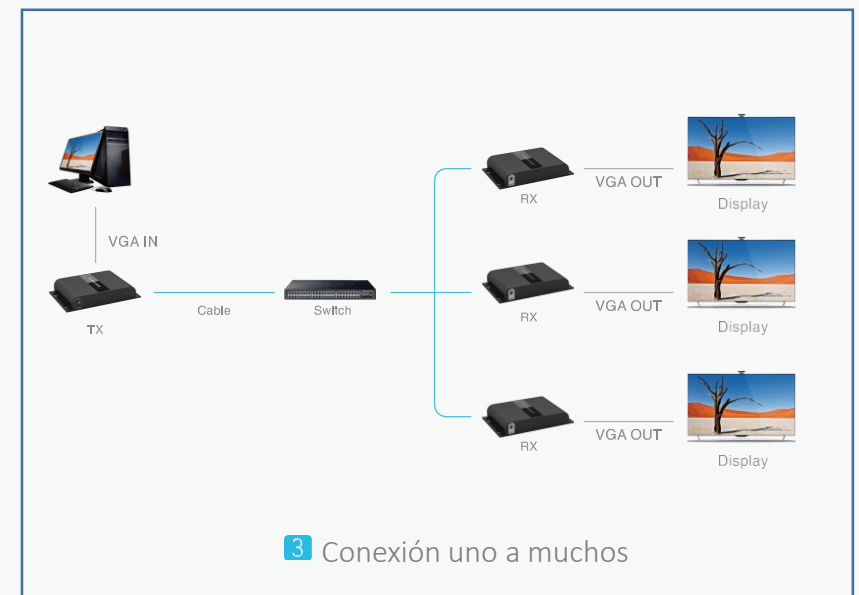 VGA IN
TX
Cable
Switch
RX
VGA OUT
Display
RX
VGA OUT
Display
RX
VGA OUT
Display
3 Conexión uno a muchos